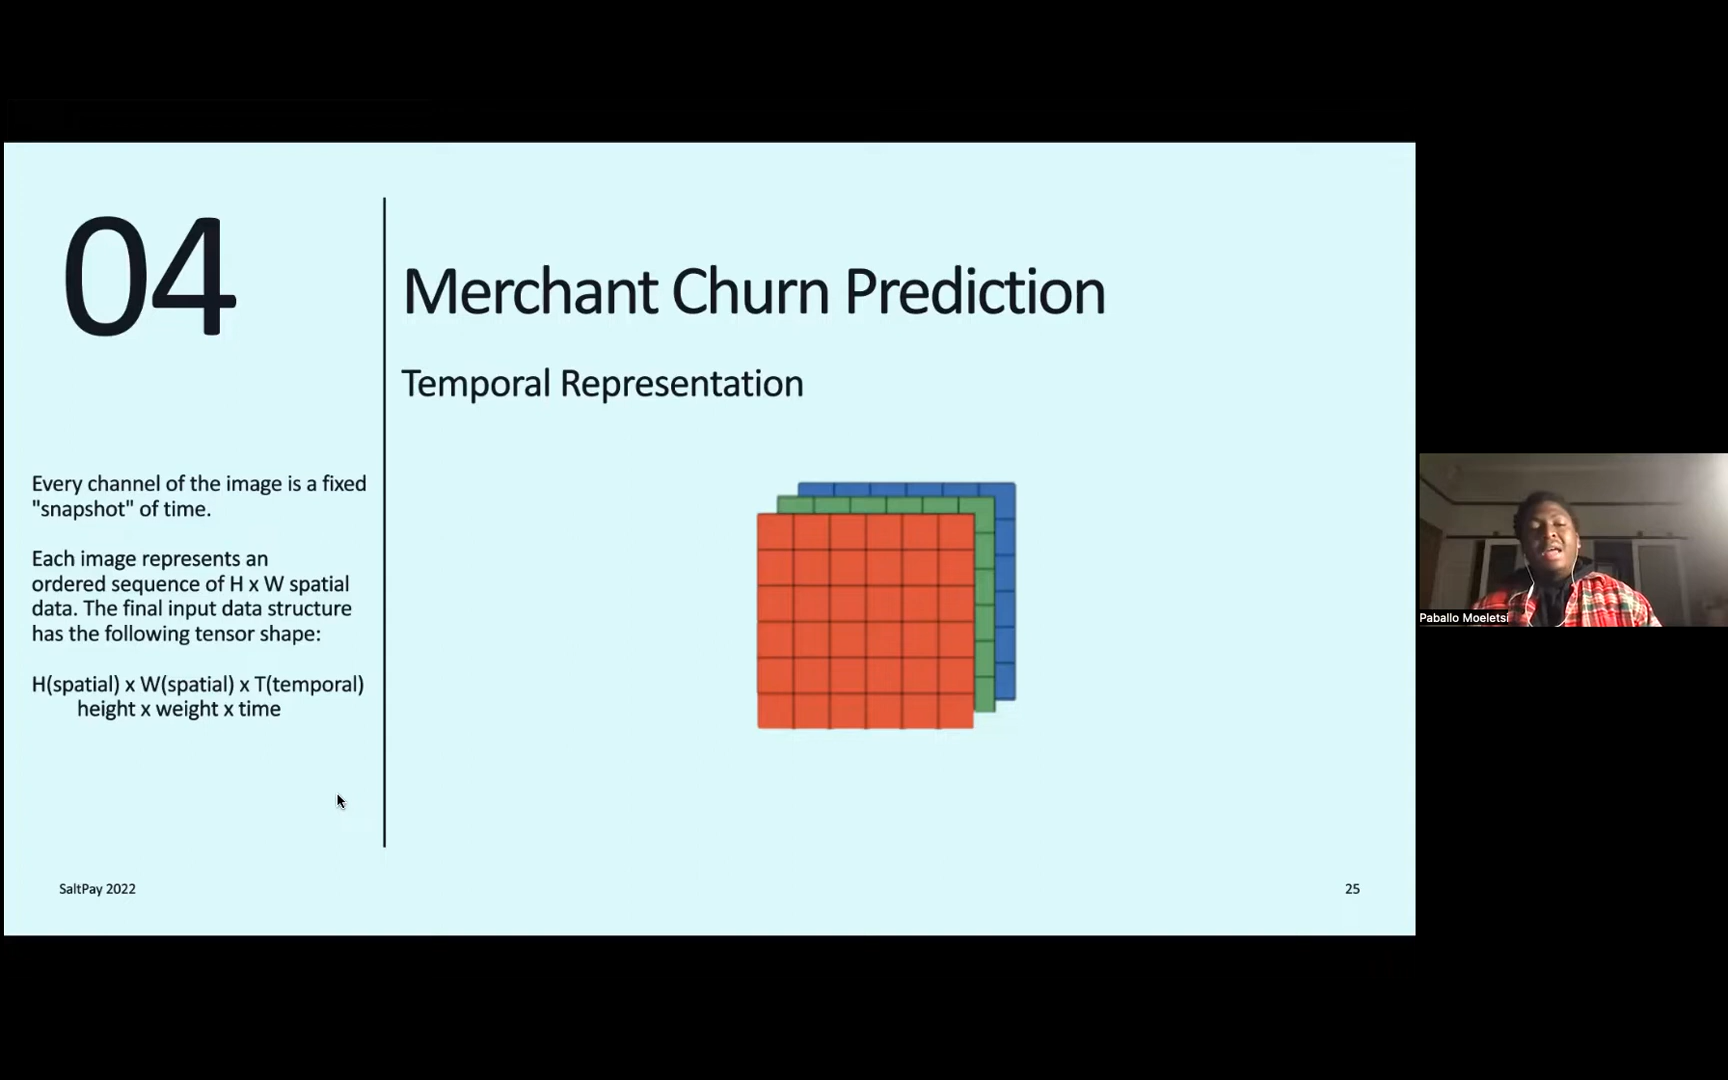 04
Merchant Churn Prediction
Temporal Representation
Every channel of the image is a fixed
"snapshot" of time.
Each image represents an
ordered sequence of H x W spatial
data. The final input data structure
has the following tensor shape:
H(spatial) x W(spatial) x T(temporal)
height x weight x time
SaltPay 2022
25
Paballo Moeletsi